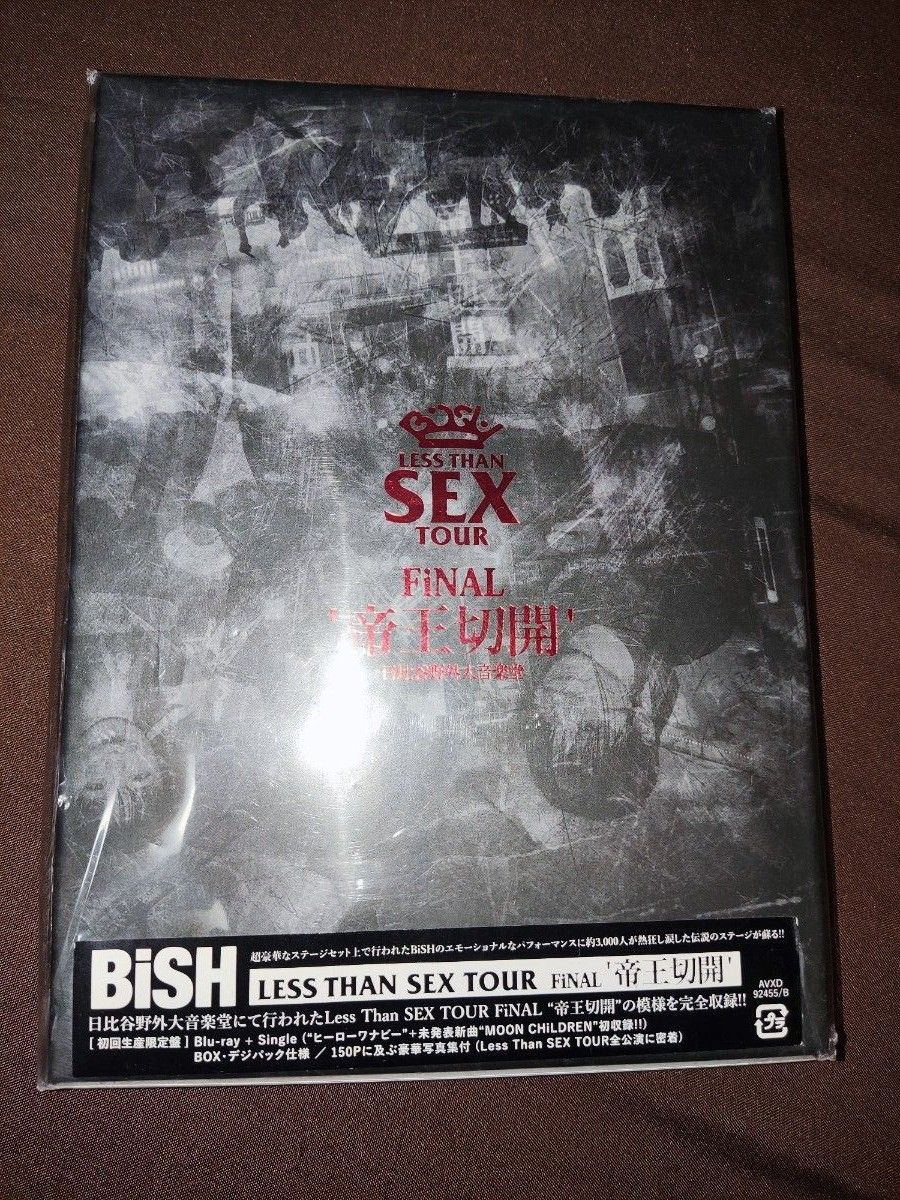 BiSH
LESS THAN
SEX
TOUR
FiNAL
'帝王切開'
日比谷野外大音楽堂
BiSH
超豪華なステージセット上で行われたBiSHのエモーショナルなパフォーマンスに約3,000人が熱狂し涙した伝説のステージが蘇る!!
LESS THAN SEX TOUR FiNAL '帝王切開'
AVXD
92455/B
日比谷野外大音楽堂にて行われたLess Than SEX TOUR FiNAL “帝王切開”の模様を完全収録!!
[初回生産限定盤] Blu-ray + Single (“ヒーローワナビー”+未発表新曲“MOON CHiLDREN”初収録!!)
BOX・デジパック仕様 / 150Pに及ぶ豪華写真集付 (Less Than SEX TOUR全公演に密着)
プラ